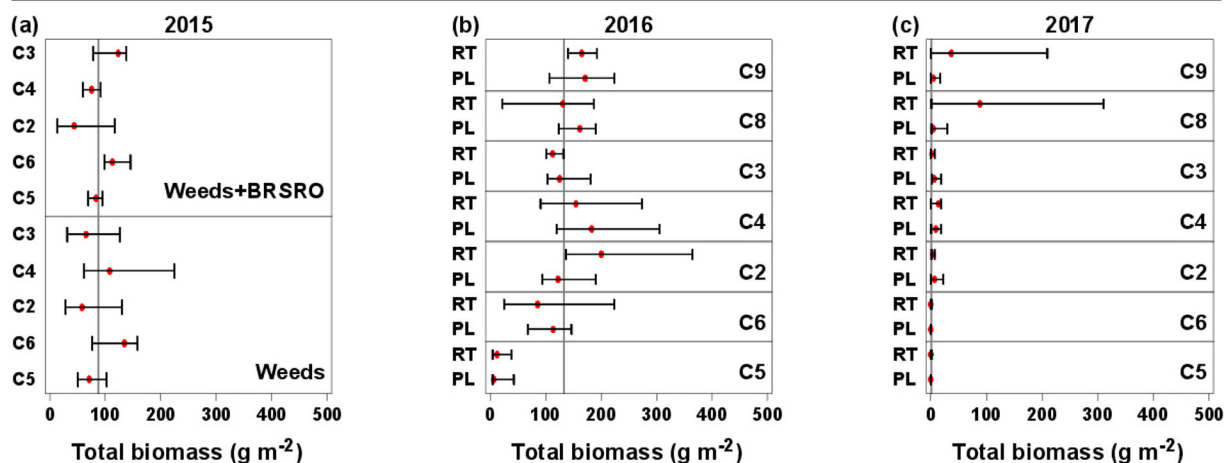 (a) 2015
C3
C4
C2
C6
C5
Weeds+BRSRO
C3
C4
C2
C6
C5
Weeds
0 100 200 300 400 500
Total biomass (g m-2)
(b) 2016
RT
PL
C9
RT
PL
C8
RT
PL
C3
RT
PL
C4
RT
PL
C2
RT
PL
C6
RT
PL
C5
0 100 200 300 400 500
Total biomass (g m-2)
(c) 2017
RT
PL
C9
RT
PL
C8
RT
PL
C3
RT
PL
C4
RT
PL
C2
RT
PL
C6
RT
PL
C5
0 100 200 300 400 500
Total biomass (g m-2)